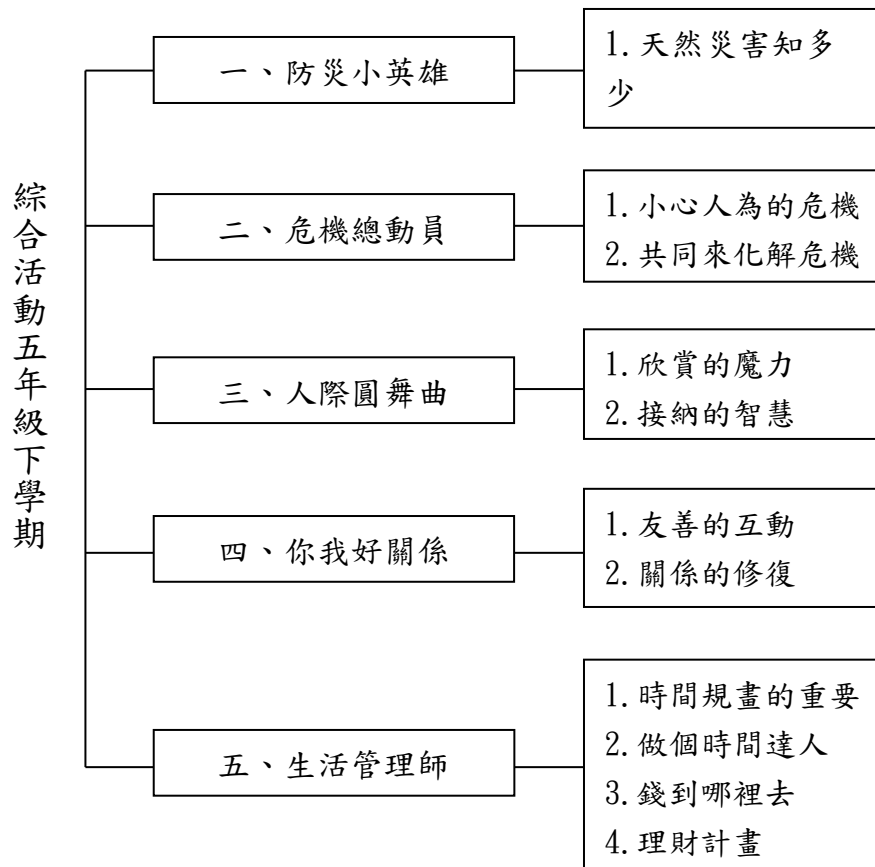 綜合活動五年級下學期
一、防災小英雄
1.天然災害知多
少
二、危機總動員
1.小心人為的危機
2.共同來化解危機
三、人際圓舞曲
1.欣賞的魔力
2.接納的智慧
四、你我好關係
1.友善的互動
2.關係的修復
五、生活管理師
1.時間規畫的重要
2.做個時間達人
3.錢到哪裡去
4.理財計畫